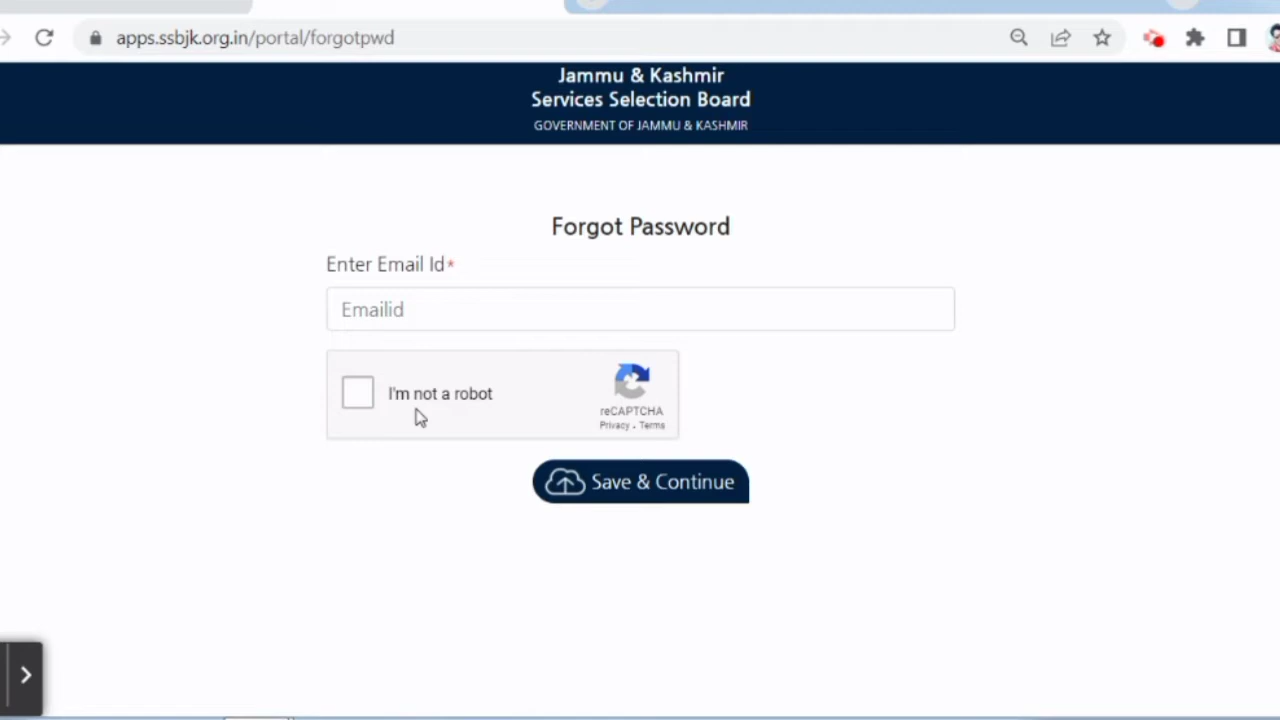 apps.ssbjk.org.in/portal/forgotpwd
Jammu & Kashmir
Services Selection Board
GOVERNMENT OF JAMMU & KASHMIR
Forgot Password
Enter Email Id*
Emailid
I'm not a robot
reCAPTCHA
Privacy - Terms
Save & Continue